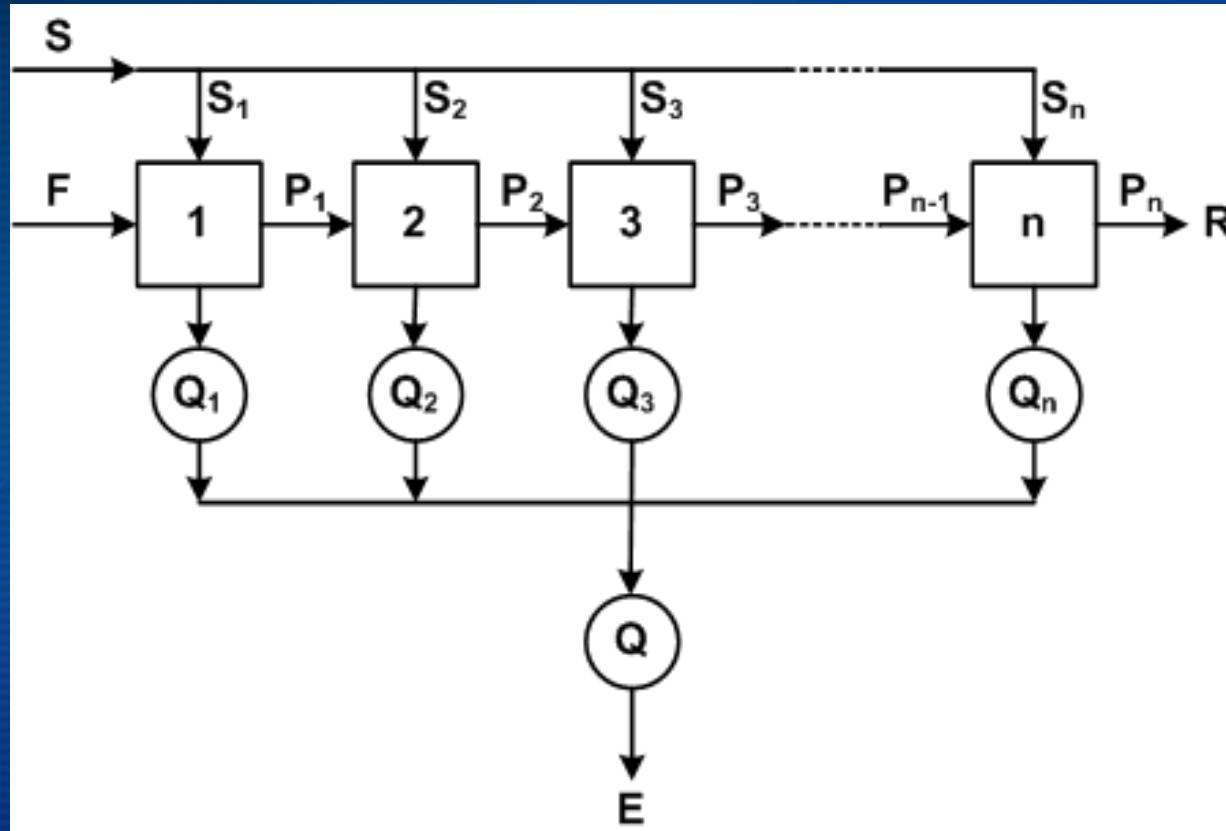 S
S₁ S₂ S₃ Sₙ
F 1 P₁ 2 P₂ 3 P₃ Pₙ₋₁ n Pₙ R
Q₁ Q₂ Q₃ Qₙ
Q
E